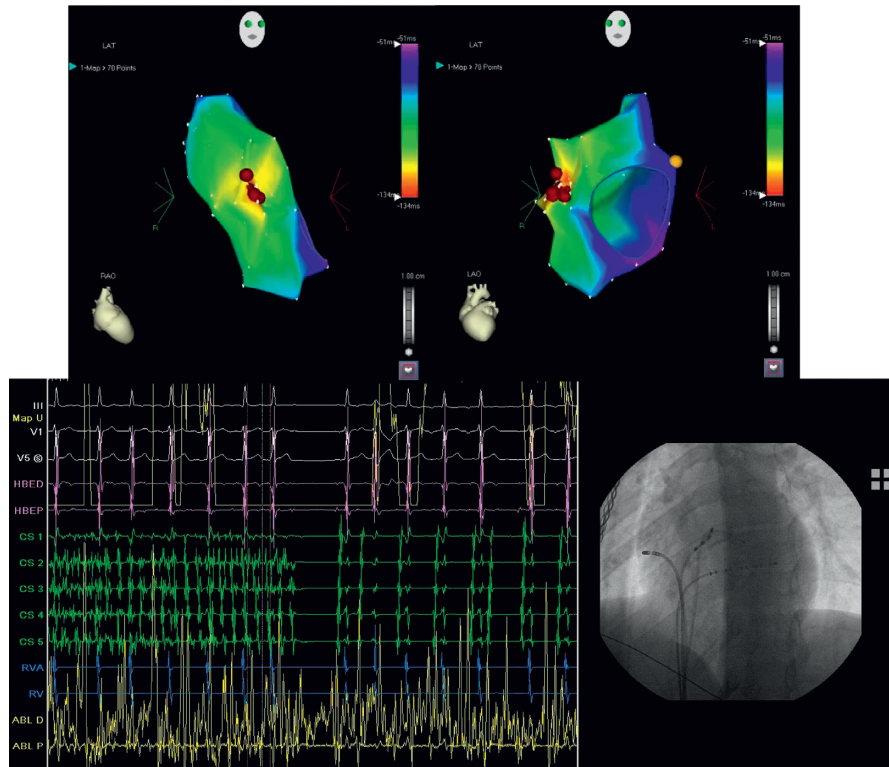 LAT
1-Map > 70 Points
-51ms
-51ms
-134ms
-134ms
R
L
RAO
1.00 cm
LAT
1-Map > 70 Points
-51ms
-51ms
-134ms
-134ms
R
L
LAO
1.00 cm
III
Map U
V1
V5 Ⓢ
HBED
HBEP
CS 1
CS 2
CS 3
CS 4
CS 5
RVA
RV
ABL D
ABL P